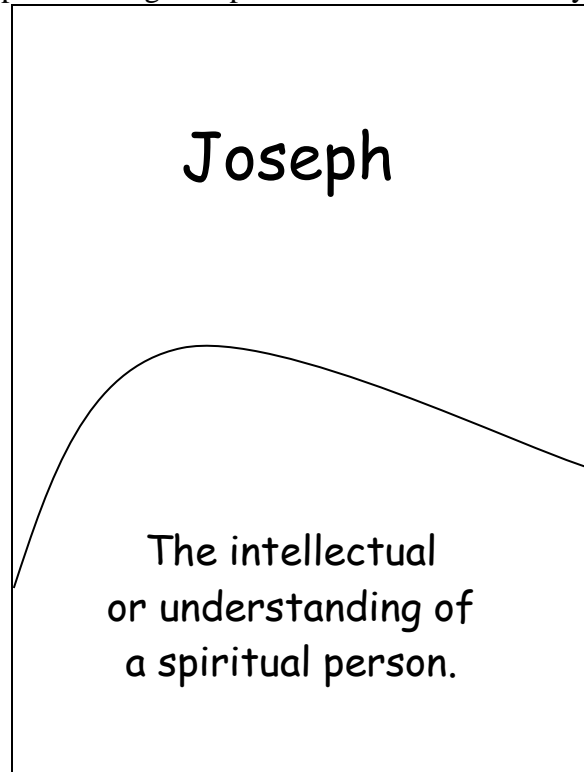 Joseph
The intellectual
or understanding of
a spiritual person.